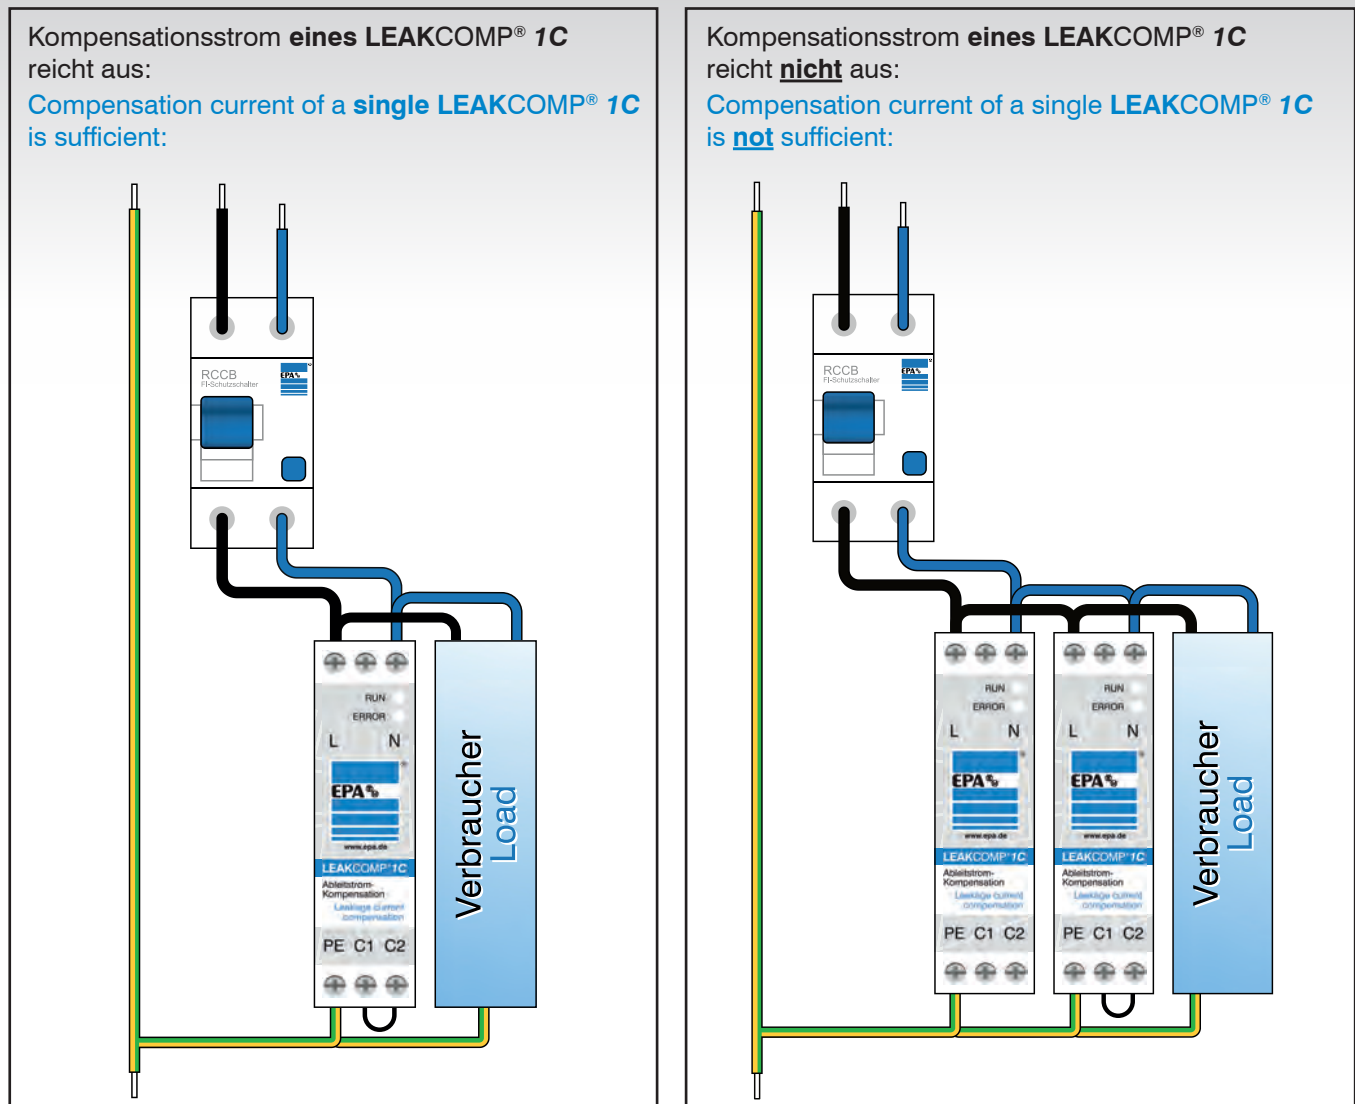 Kompensationsstrom eines LEAKCOMP® 1C
reicht aus:
Compensation current of a single LEAKCOMP® 1C
is sufficient:
RCCB
FI-Schutzschalter
EPA
RUN
ERROR
L N
EPA
www.epa.de
LEAKCOMP® 1C
Ableitstrom-
Kompensation
Leakage current
compensation
PE C1 C2
Verbraucher
Load
Kompensationsstrom eines LEAKCOMP® 1C
reicht nicht aus:
Compensation current of a single LEAKCOMP® 1C
is not sufficient:
RCCB
FI-Schutzschalter
EPA
RUN
ERROR
L N
EPA
www.epa.de
LEAKCOMP® 1C
Ableitstrom-
Kompensation
Leakage current
compensation
PE C1 C2
RUN
ERROR
L N
EPA
www.epa.de
LEAKCOMP® 1C
Ableitstrom-
Kompensation
Leakage current
compensation
PE C1 C2
Verbraucher
Load